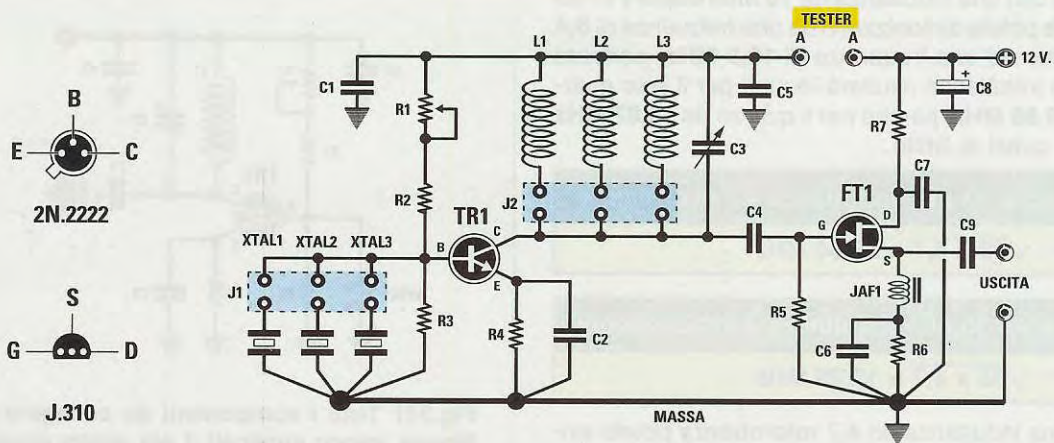 TESTER
A A
12 V.
L1 L2 L3
C1
C5
C8
+
B
R1
R7
E C
C3
C7
2N.2222
R2
J2
FT1
TR1
C4
D
C9
XTAL1 XTAL2 XTAL3
B
C
G
S
J1
E
USCITA
S
JAF1
R3
R4
C2
R5
G D
C6
R6
J.310
MASSA